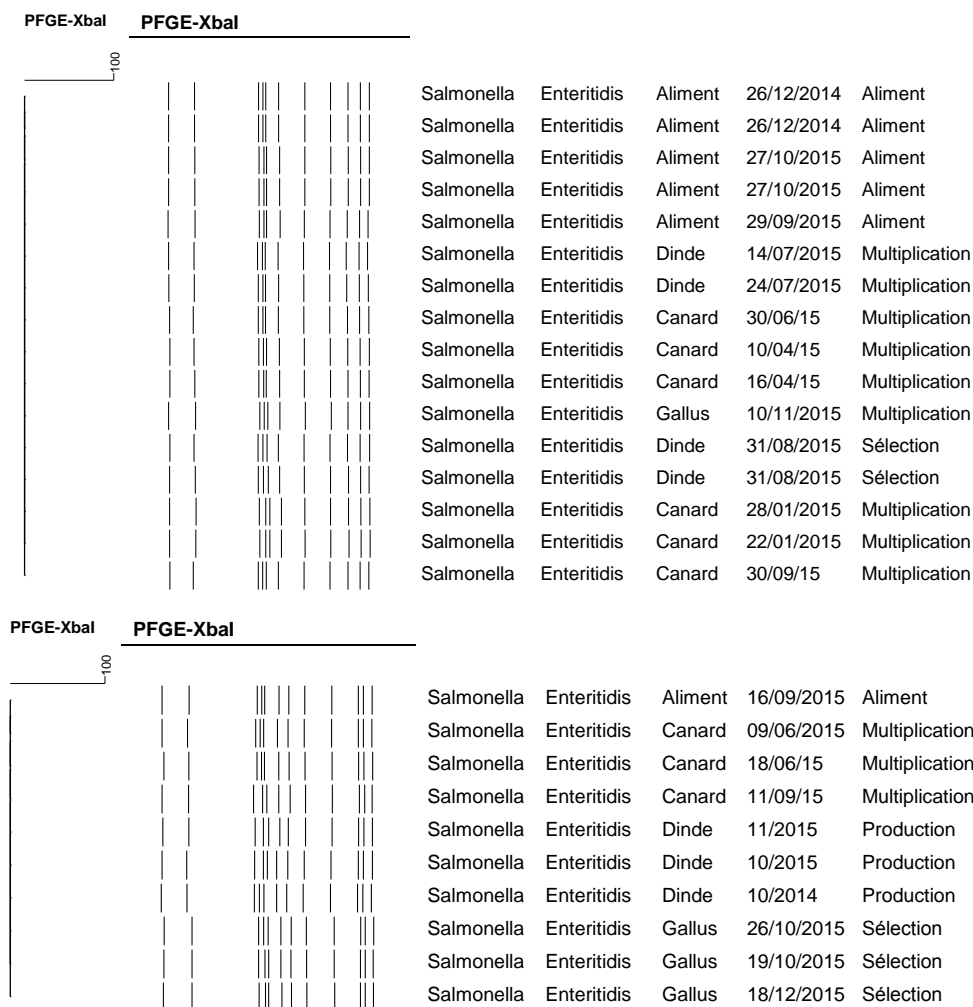 PFGE-XbaI PFGE-XbaI
100
Salmonella Enteritidis Aliment 26/12/2014 Aliment
Salmonella Enteritidis Aliment 26/12/2014 Aliment
Salmonella Enteritidis Aliment 27/10/2015 Aliment
Salmonella Enteritidis Aliment 27/10/2015 Aliment
Salmonella Enteritidis Aliment 29/09/2015 Aliment
Salmonella Enteritidis Dinde 14/07/2015 Multiplication
Salmonella Enteritidis Dinde 24/07/2015 Multiplication
Salmonella Enteritidis Canard 30/06/15 Multiplication
Salmonella Enteritidis Canard 10/04/15 Multiplication
Salmonella Enteritidis Canard 16/04/15 Multiplication
Salmonella Enteritidis Gallus 10/11/2015 Multiplication
Salmonella Enteritidis Dinde 31/08/2015 Sélection
Salmonella Enteritidis Dinde 31/08/2015 Sélection
Salmonella Enteritidis Canard 28/01/2015 Multiplication
Salmonella Enteritidis Canard 22/01/2015 Multiplication
Salmonella Enteritidis Canard 30/09/15 Multiplication
PFGE-XbaI PFGE-XbaI
100
Salmonella Enteritidis Aliment 16/09/2015 Aliment
Salmonella Enteritidis Canard 09/06/2015 Multiplication
Salmonella Enteritidis Canard 18/06/15 Multiplication
Salmonella Enteritidis Canard 11/09/15 Multiplication
Salmonella Enteritidis Dinde 11/2015 Production
Salmonella Enteritidis Dinde 10/2015 Production
Salmonella Enteritidis Dinde 10/2014 Production
Salmonella Enteritidis Gallus 26/10/2015 Sélection
Salmonella Enteritidis Gallus 19/10/2015 Sélection
Salmonella Enteritidis Gallus 18/12/2015 Sélection